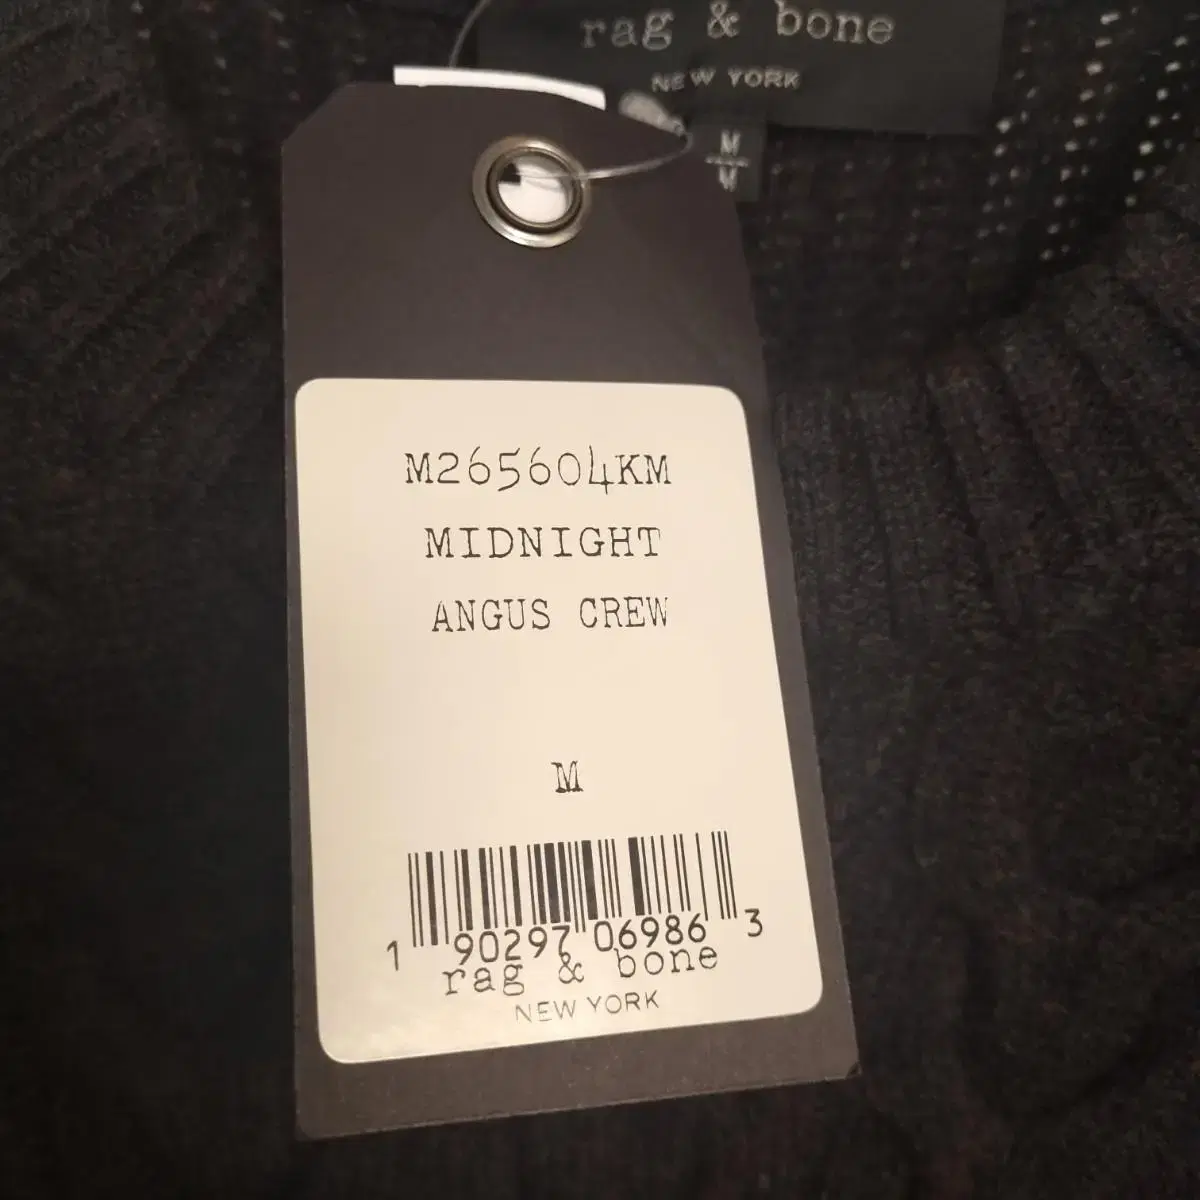 rag & bone
NEW YORK
M
M
M265604KM
MIDNIGHT
ANGUS CREW
M
1 90297 06986 3
rag & bone
NEW YORK